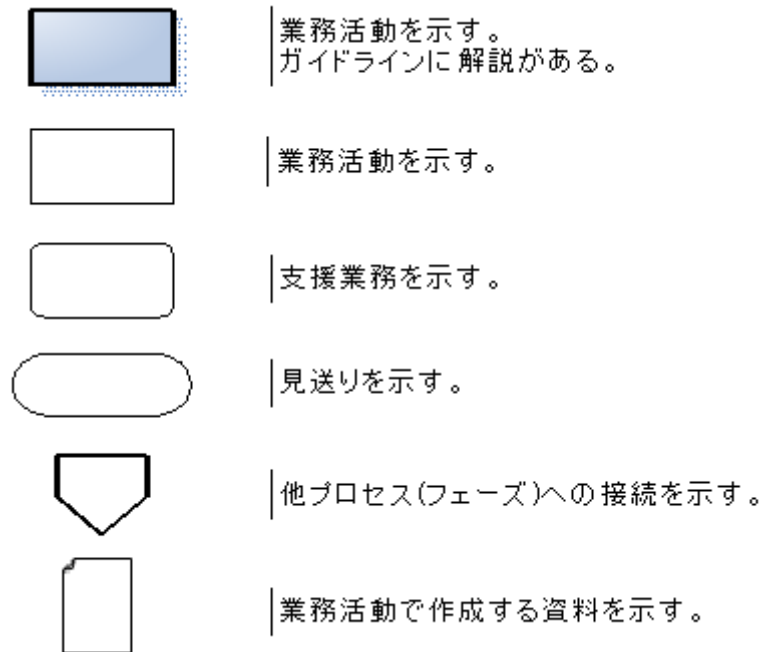 業務活動を示す。
ガイドラインに解説がある。
業務活動を示す。
支援業務を示す。
見送りを示す。
他プロセス(フェーズ)への接続を示す。
業務活動で作成する資料を示す。